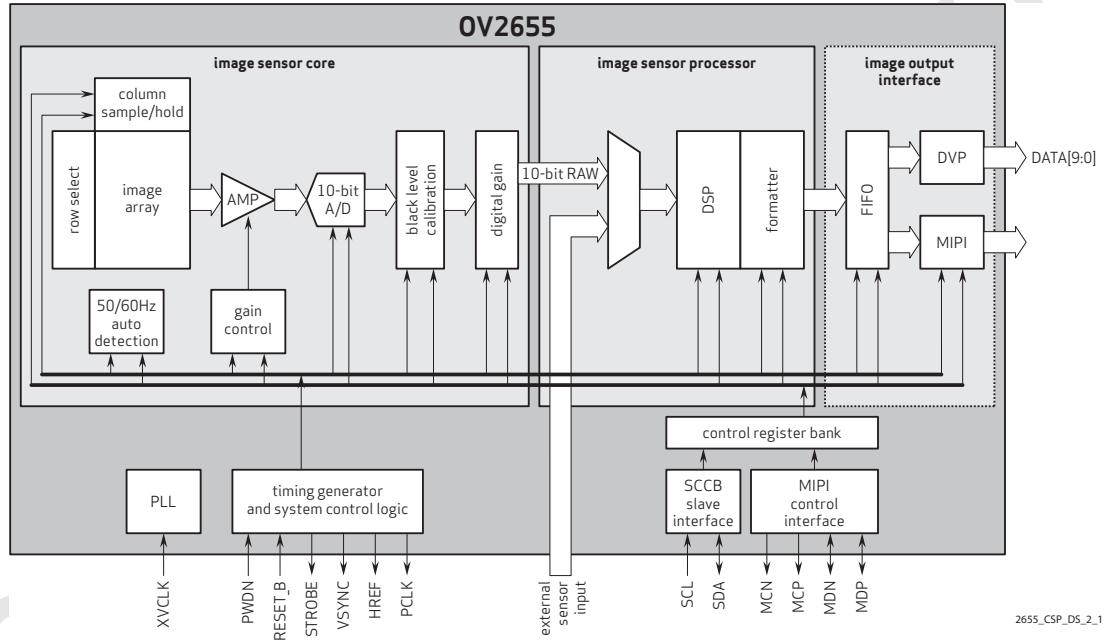 OV2655
image sensor core
image sensor processor
image output
interface
column
sample/hold
row select
image
array
AMP
10-bit
A/D
black level
calibration
digital gain
10-bit RAW
DSP
formatter
FIFO
DVP
MIPI
DATA[9:0]
50/60Hz
auto
detection
gain
control
control register bank
PLL
timing generator
and system control logic
SCCB
slave
interface
MIPI
control
interface
XVCLK
PWDN
RESET_B
STROBE
VSYNC
HREF
PCLK
external
sensor
input
SCL
SDA
MCN
MCP
MDN
MDP
2655_CSP_DS_2_1